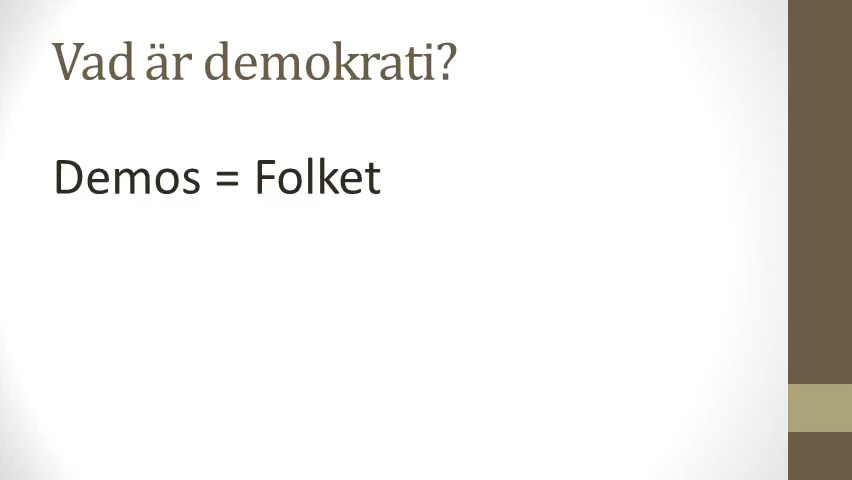 Vad är demokrati?
Demos = Folket